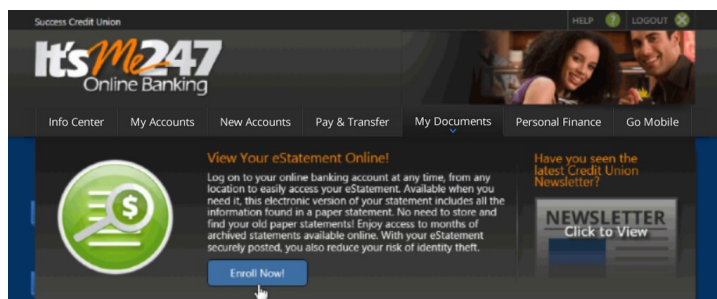 Success Credit Union
HELP ? LOGOUT
It's Me 247
Online Banking
Info Center My Accounts New Accounts Pay & Transfer My Documents Personal Finance Go Mobile
View Your eStatement Online!
Log on to your online banking account at any time, from any
location to easily access your eStatement. Available when you
need it, this electronic version of your statement includes all the
information found in a paper statement. No need to store and
find your old paper statements! Enjoy access to months of
archived statements available online. With your eStatement
securely posted, you also reduce your risk of identity theft.
Enroll Now!
$
Have you seen the
latest Credit Union
Newsletter?
NEWSLETTER
Click to View